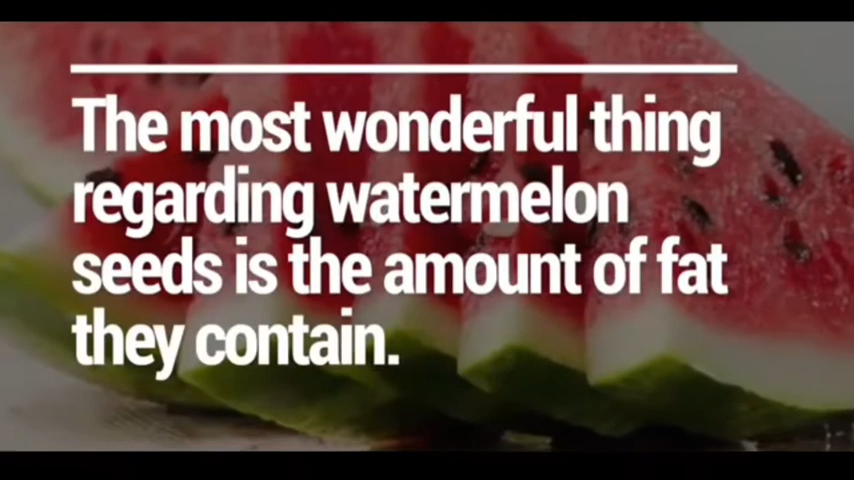 The most wonderful thing
regarding watermelon
seeds is the amount of fat
they contain.